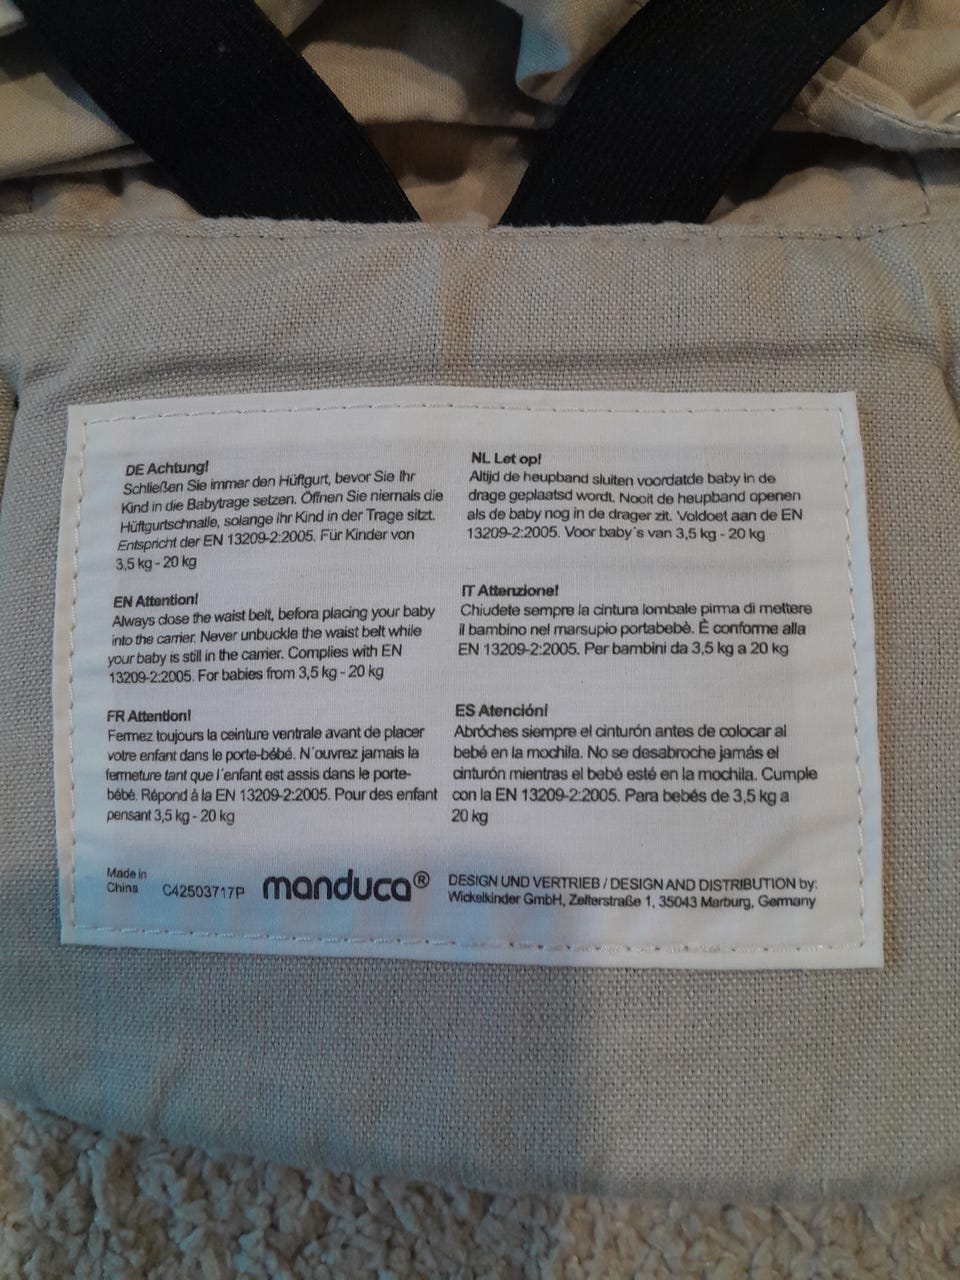 DE Achtung!
Schließen Sie immer den Hüftgurt, bevor Sie Ihr
Kind in die Babytrage setzen. Öffnen Sie niemals die
Hüftgurtschnalle, solange Ihr Kind in der Trage sitzt.
Entspricht der EN 13209-2:2005. Für Kinder von
3,5 kg - 20 kg
EN Attention!
Always close the waist belt, before placing your baby
into the carrier. Never unbuckle the waist belt while
your baby is still in the carrier. Complies with EN
13209-2:2005. For babies from 3,5 kg - 20 kg
FR Attention!
Fermez toujours la ceinture ventrale avant de placer
votre enfant dans le porte-bébé. N´ouvrez jamais la
fermeture tant que l´enfant est assis dans le porte-
bébé. Répond à la EN 13209-2:2005. Pour des enfant
pensant 3,5 kg - 20 kg
NL Let op!
Altijd de heupband sluiten voordatde baby in de
drage geplaatsd wordt. Nooit de heupband openen
als de baby nog in de drager zit. Voldoet aan de EN
13209-2:2005. Voor baby´s van 3,5 kg - 20 kg
IT Attenzione!
Chiudete sempre la cintura lombale pirma di mettere
il bambino nel marsupio portabebè. È conforme alla
EN 13209-2:2005. Per bambini da 3,5 kg a 20 kg
ES Atención!
Abróches siempre el cinturón antes de colocar al
bebé en la mochila. No se desabroche jamás el
cinturón mientras el bebé esté en la mochila. Cumple
con la EN 13209-2:2005. Para bebés de 3,5 kg a
20 kg
Made in
China
C42503717P
manduca®
DESIGN UND VERTRIEB / DESIGN AND DISTRIBUTION by:
Wickelkinder GmbH, Zeiterstraße 1, 35043 Marburg, Germany